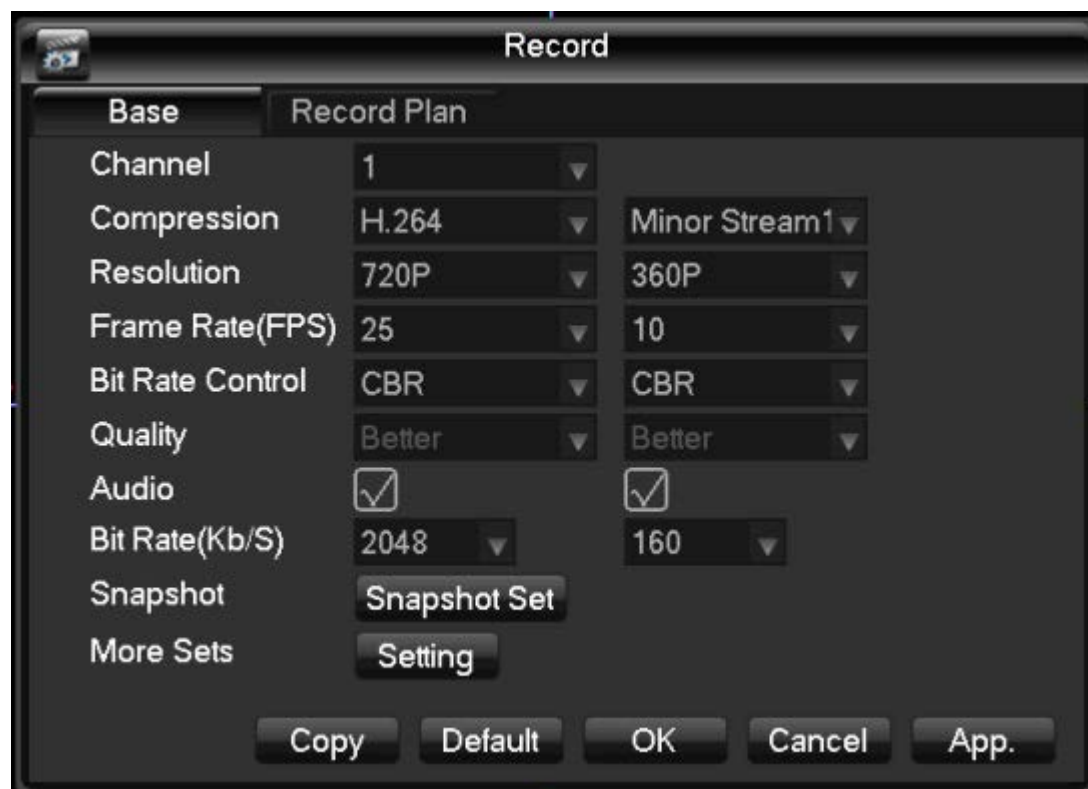 Record
Base Record Plan
Channel 1
Compression H.264 Minor Stream1
Resolution 720P 360P
Frame Rate(FPS) 25 10
Bit Rate Control CBR CBR
Quality Better Better
Audio
Bit Rate(Kb/S) 2048 160
Snapshot Snapshot Set
More Sets Setting
Copy Default OK Cancel App.